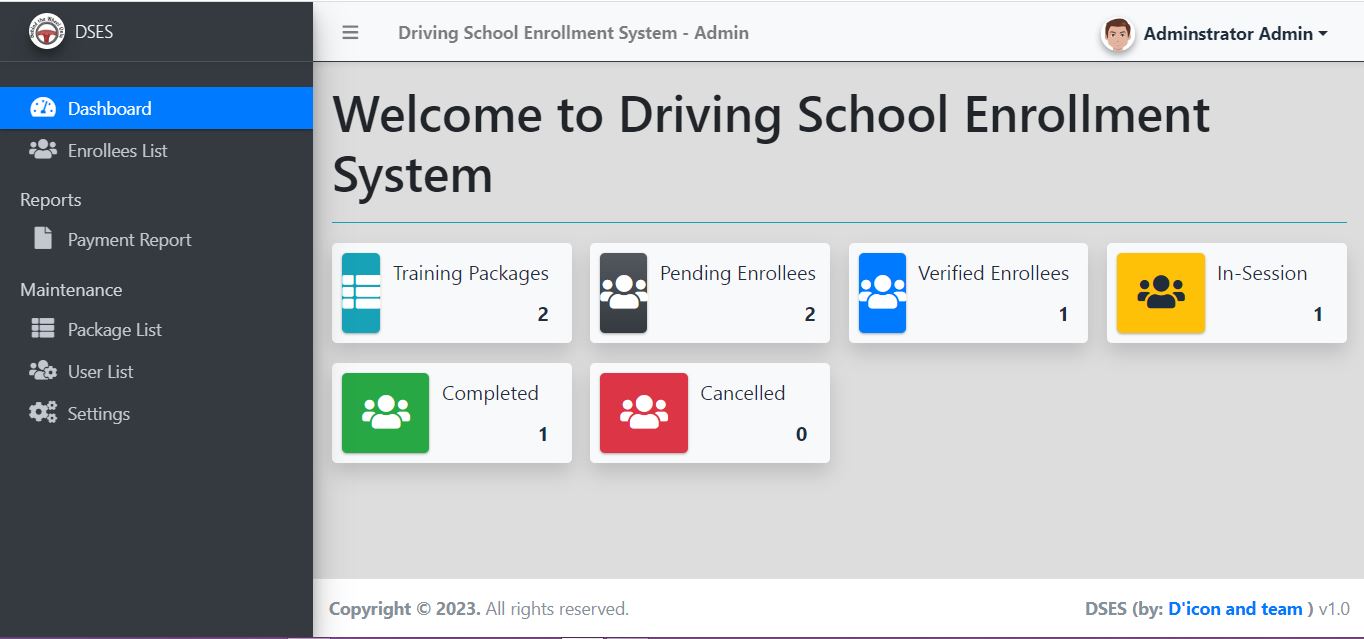 DSES
Driving School Enrollment System - Admin
Adminstrator Admin
Dashboard
Enrollees List
Reports
Payment Report
Maintenance
Package List
User List
Settings
Welcome to Driving School Enrollment
System
Training Packages
2
Pending Enrollees
2
Verified Enrollees
1
In-Session
1
Completed
1
Cancelled
0
Copyright © 2023. All rights reserved.
DSES (by: D'icon and team ) v1.0